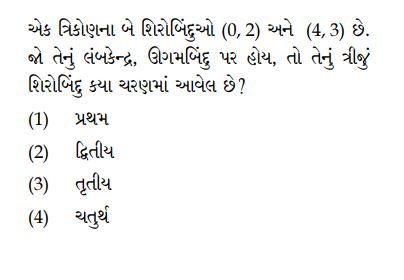 એક ત્રિકોણના બે શિરોબિંદુઓ (0, 2) અને (4, 3) છે.
જો તેનું લંબકેન્દ્ર, ઊગમબિંદુ પર હોય, તો તેનું ત્રીજું
શિરોબિંદુ કયા ચરણમાં આવેલ છે?
(1) પ્રથમ
(2) દ્વિતીય
(3) તૃતીય
(4) ચતુર્થ